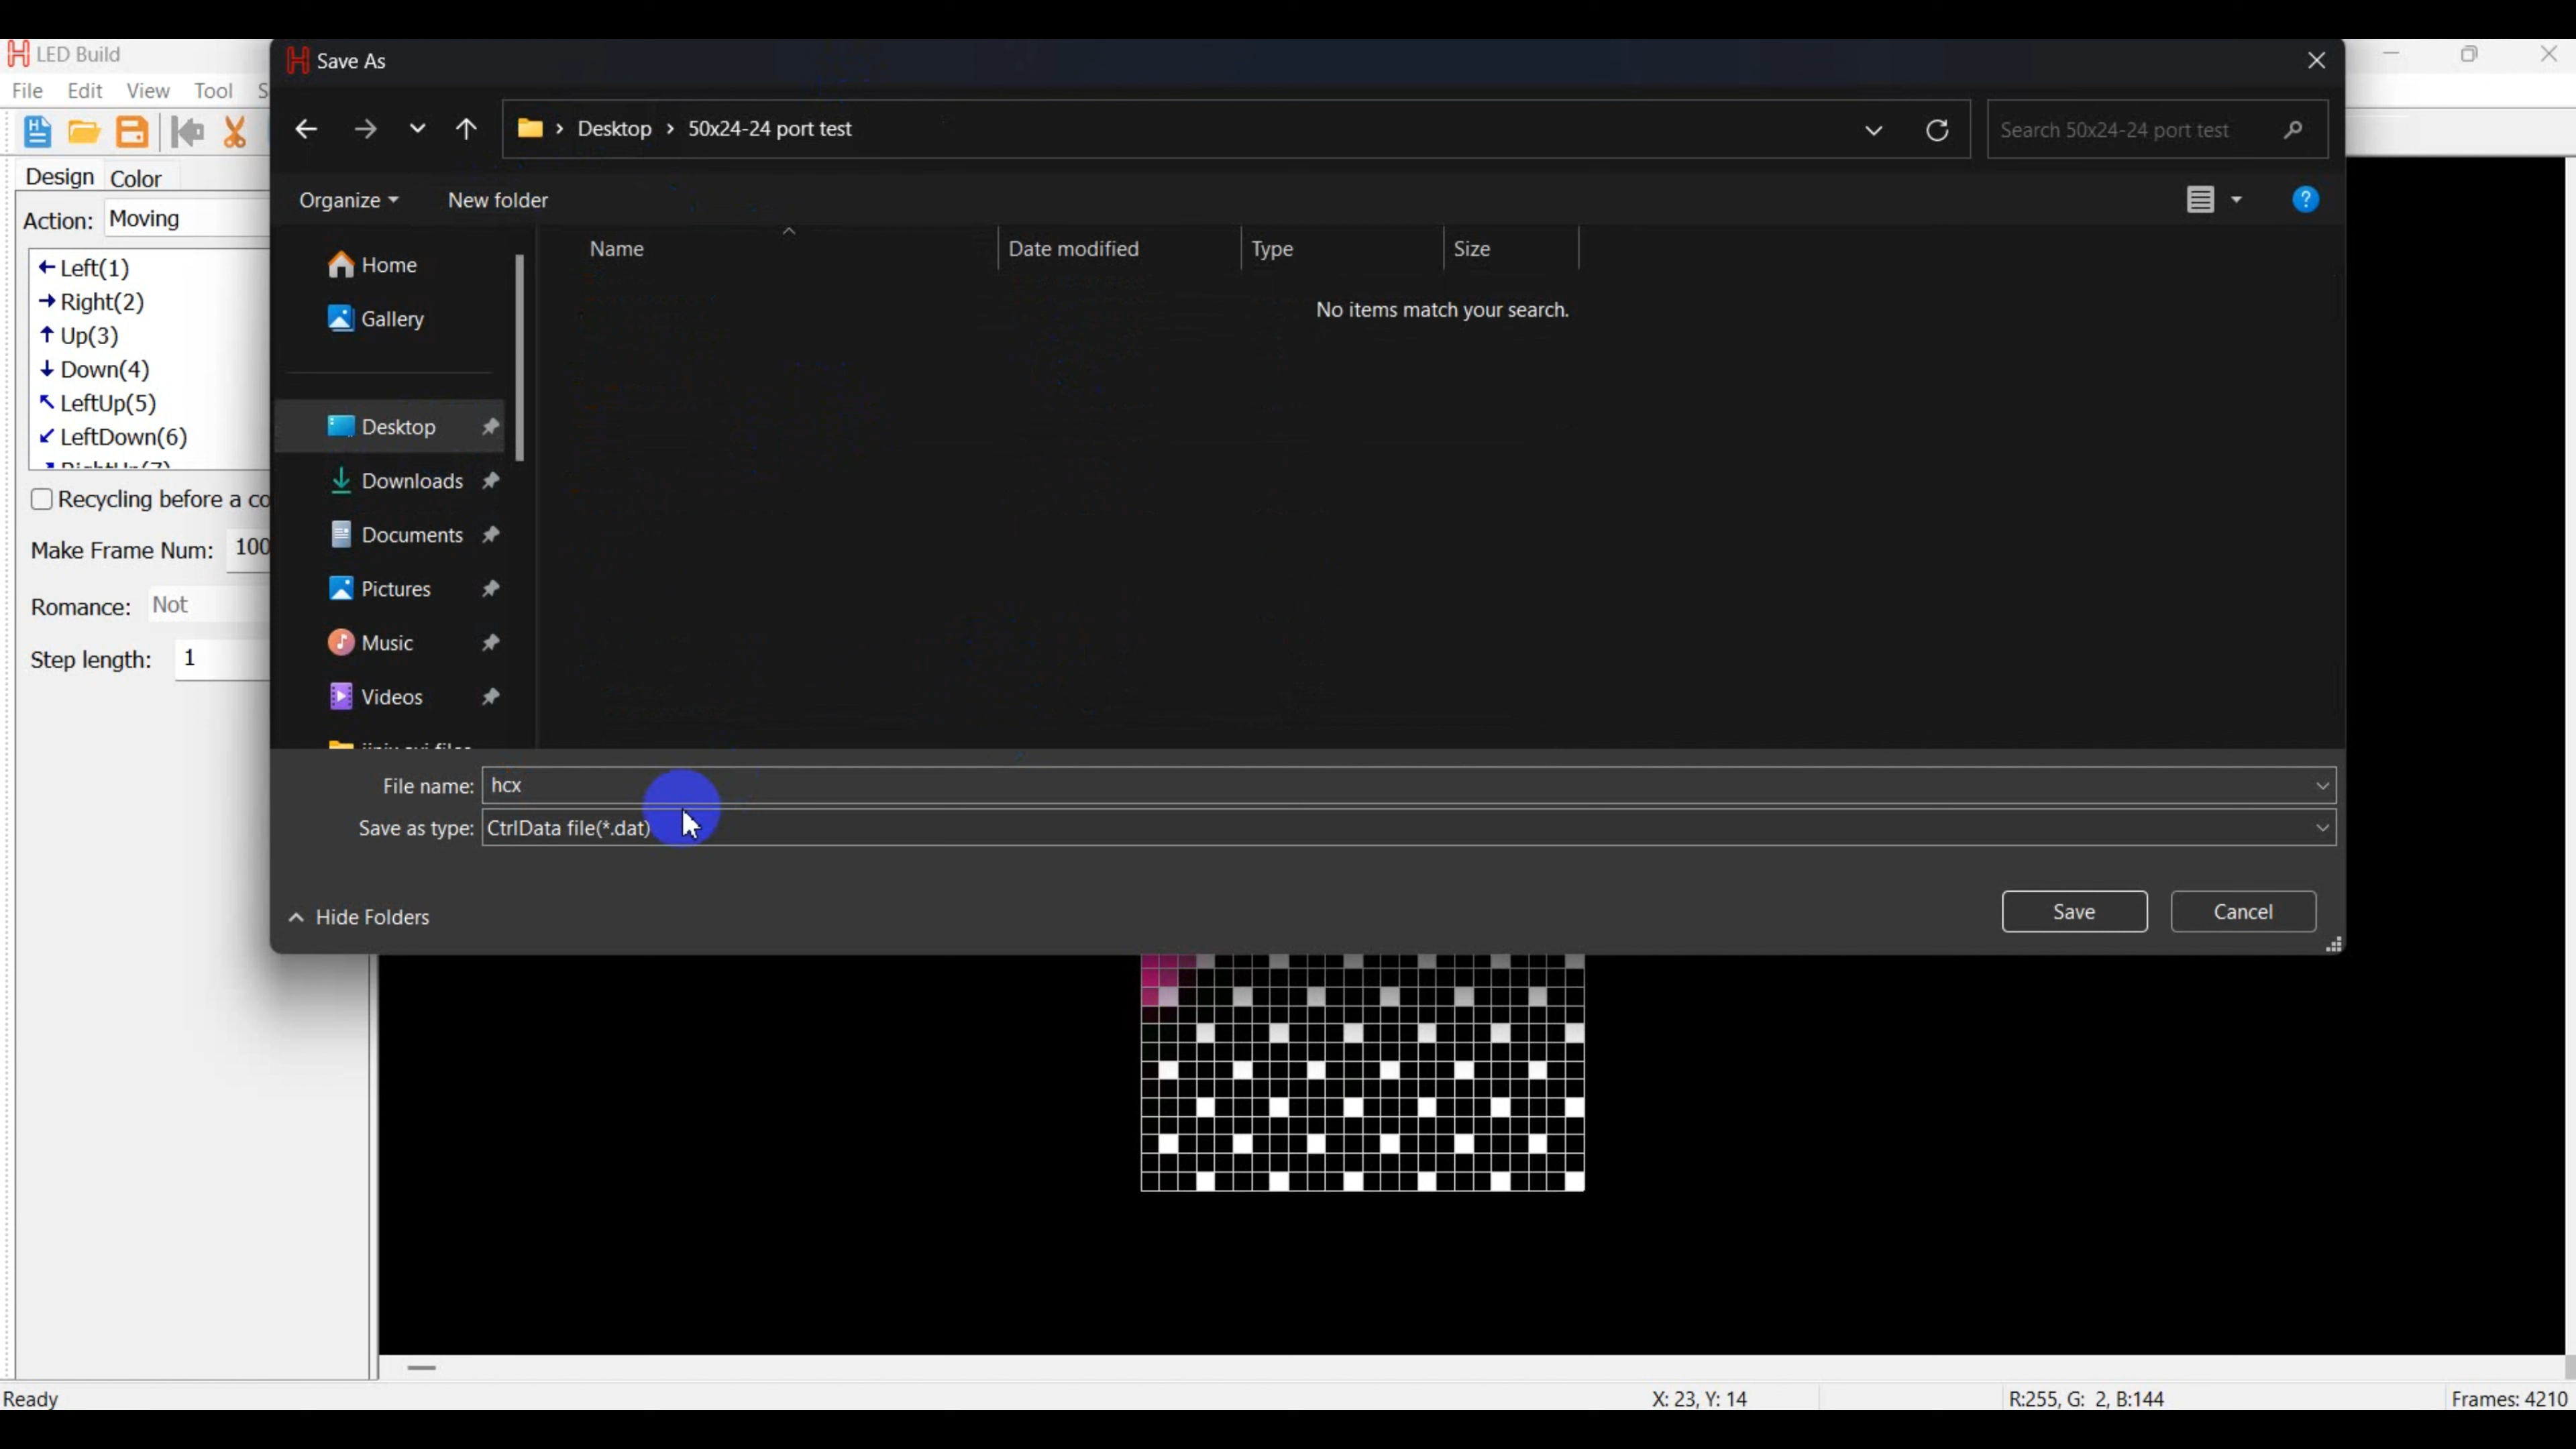 LED Build
Save As
File Edit View Tool S
Desktop > 50x24-24 port test
Search 50x24-24 port test
Organize
New folder
Design Color
Action: Moving
Left(1)
Right(2)
Up(3)
Down(4)
LeftUp(5)
LeftDown(6)
RightUp(7)
Recycling before a co
Make Frame Num: 100
Romance: Not
Step length: 1
Home
Gallery
Desktop
Downloads
Documents
Pictures
Music
Videos
Name Date modified Type Size
No items match your search.
File name: hcx
Save as type: CtrlData file(*.dat)
Hide Folders
Save Cancel
Ready X: 23, Y: 14 R:255, G: 2, B:144 Frames: 4210